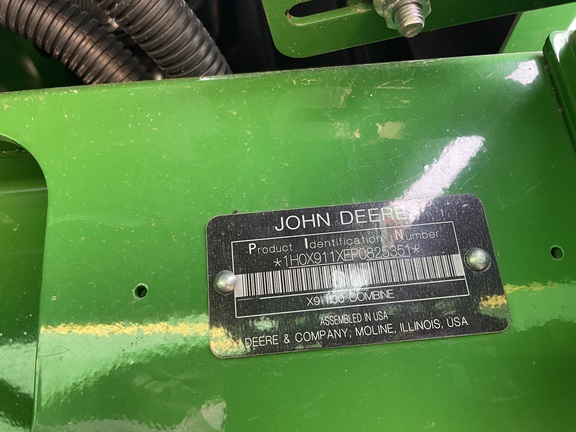 JOHN DEERE
Product Identification Number
*1H0X911XEP0825351*
X9 1100 COMBINE
ASSEMBLED IN USA
DEERE & COMPANY, MOLINE, ILLINOIS, USA